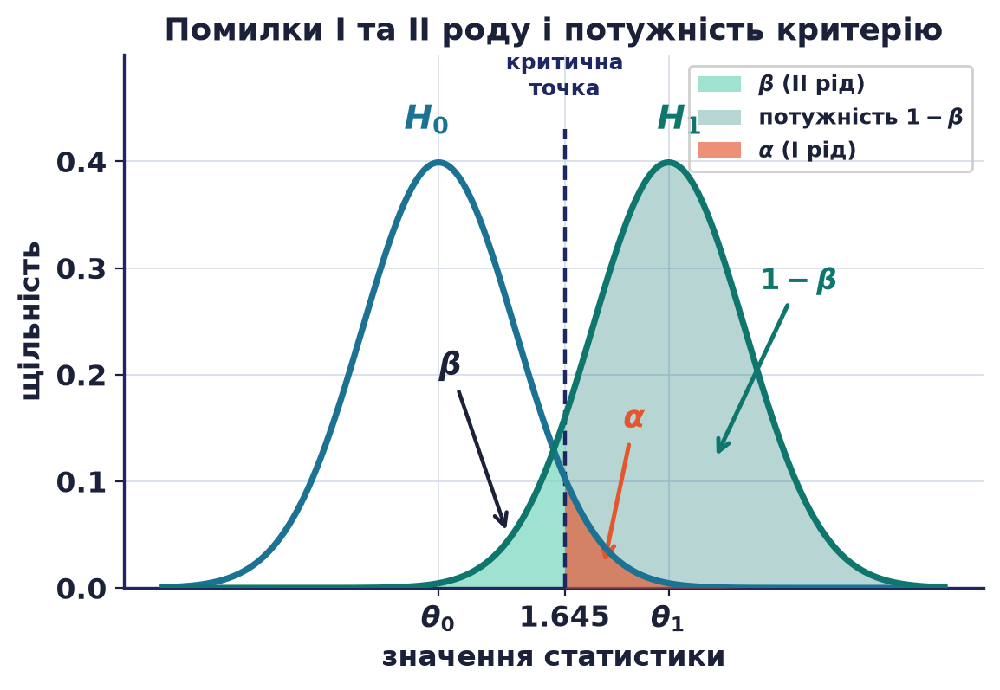 Помилки I та II роду і потужність критерію
критична
точка
H₀
H₁
β (II рід)
потужність 1 − β
α (I рід)
0.4
0.3
0.2
0.1
0.0
щільність
1 − β
β
α
θ₀
1.645
θ₁
значення статистики